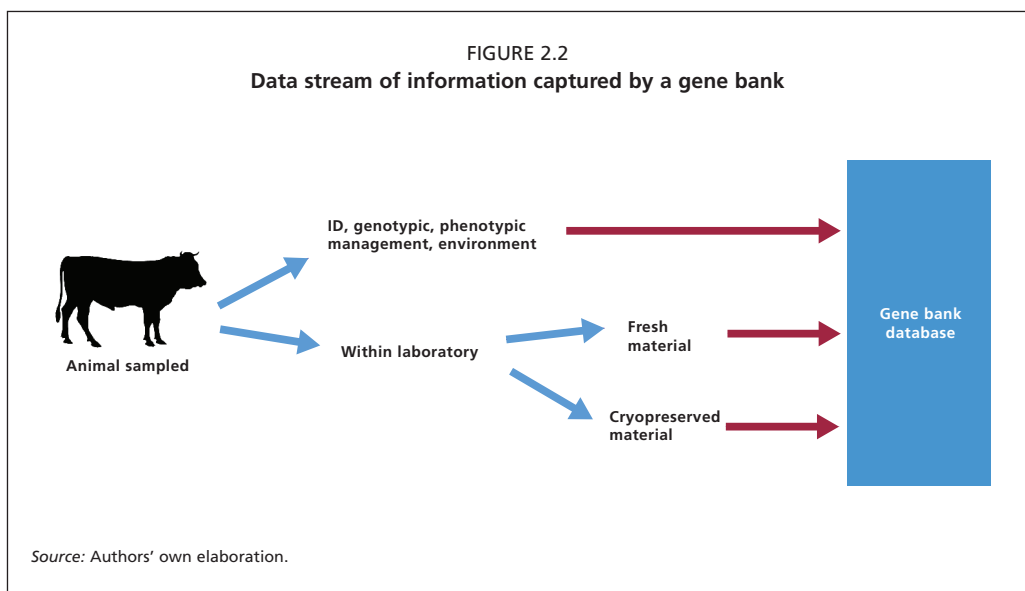 FIGURE 2.2
Data stream of information captured by a gene bank
ID, genotypic, phenotypic
management, environment
Animal sampled
Within laboratory
Fresh
material
Cryopreserved
material
Gene bank
database
Source: Authors' own elaboration.